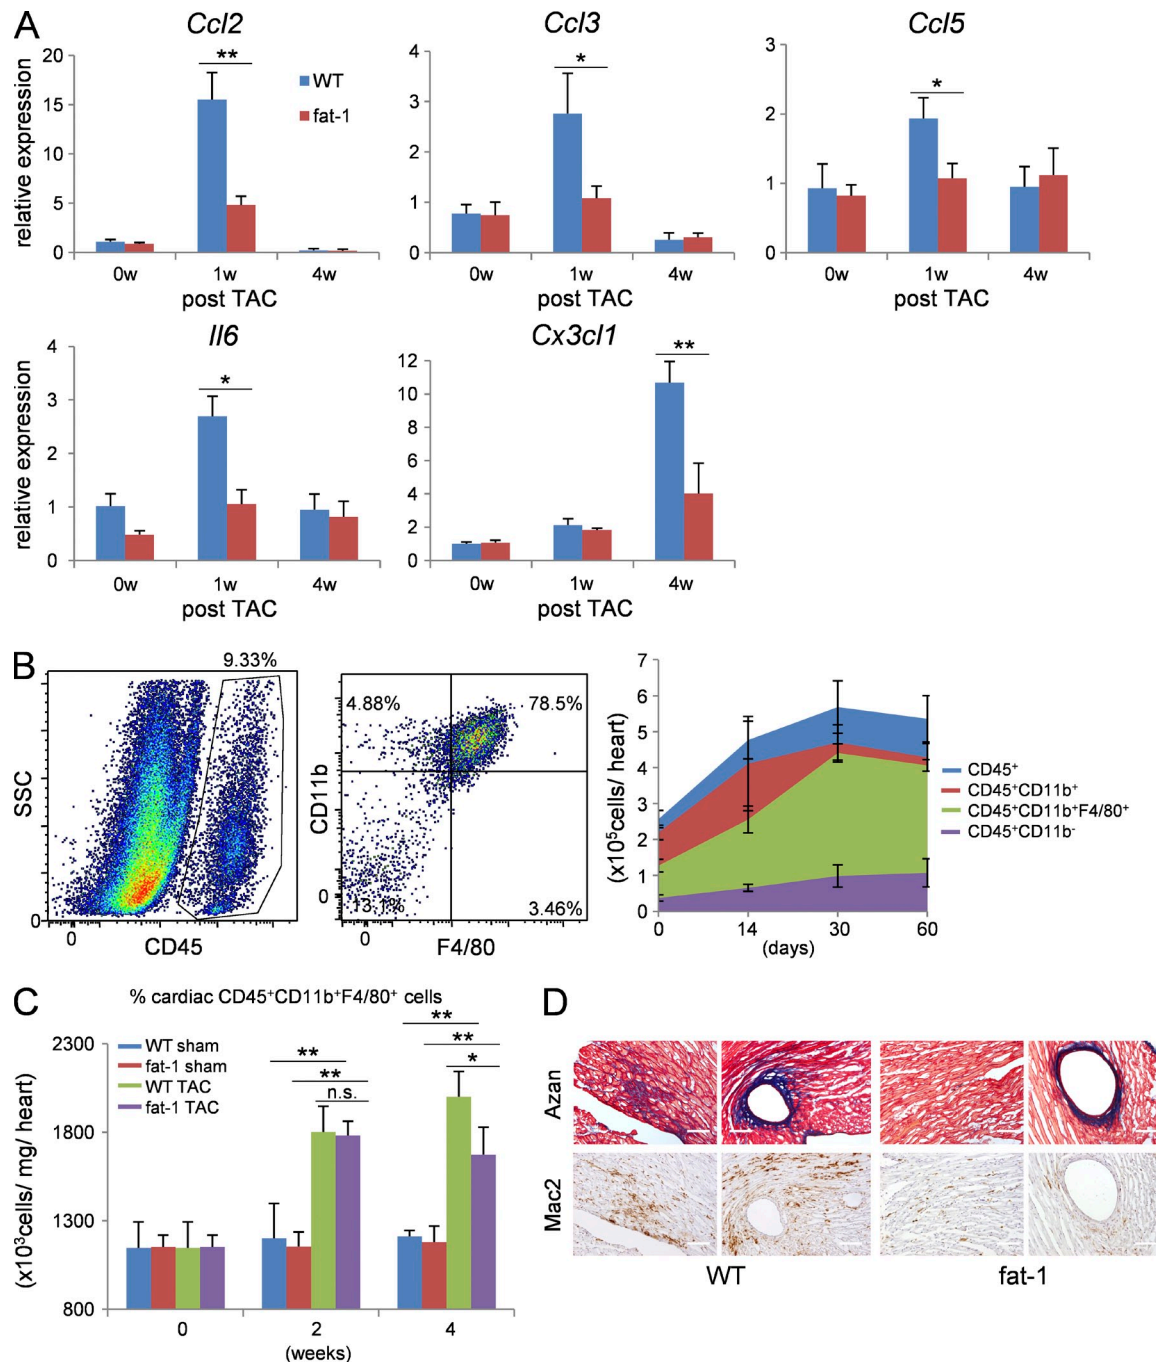 A
Ccl2
Ccl3
Ccl5
relative expression
20
15
10
5
0
**
WT
fat-1
0w 1w 4w
post TAC
4
3
2
1
0
*
0w 1w 4w
post TAC
3
2
1
0
*
0w 1w 4w
post TAC
Il6
Cx3cl1
relative expression
4
3
2
1
0
*
0w 1w 4w
post TAC
12
10
8
6
4
2
0
**
0w 1w 4w
post TAC
B
9.33%
SSC
0
0
CD45
4.88%
78.5%
CD11b
0
13.1%
3.46%
0
F4/80
(x10⁵cells/ heart)
7
6
5
4
3
2
1
0
0 14 30 60
(days)
CD45⁺
CD45⁺CD11b⁺
CD45⁺CD11b⁺F4/80⁺
CD45⁺CD11b⁻
C
% cardiac CD45⁺CD11b⁺F4/80⁺ cells
(x10³cells/ mg/ heart)
2300
1800
1300
800
WT sham
fat-1 sham
WT TAC
fat-1 TAC
**
**
n.s.
**
**
*
0 2 4
(weeks)
D
Azan
Mac2
WT
fat-1